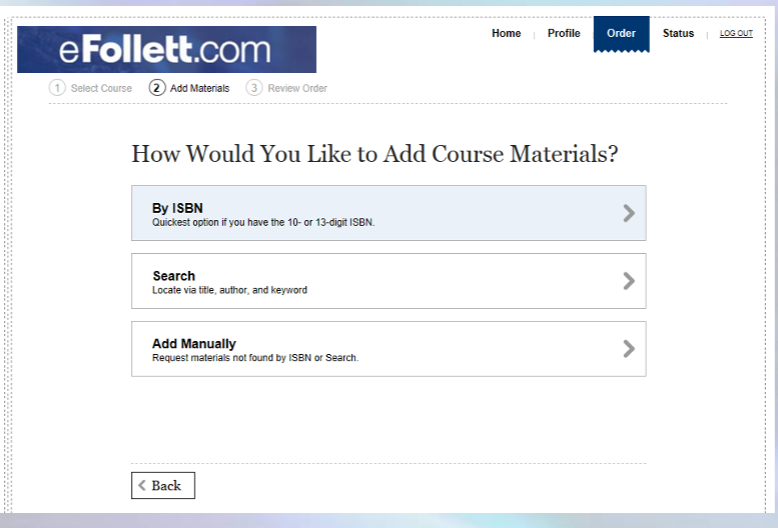 eFollett.com
Home | Profile Order Status | LOG OUT
1 Select Course 2 Add Materials 3 Review Order
How Would You Like to Add Course Materials?
By ISBN
Quickest option if you have the 10- or 13-digit ISBN.
Search
Locate via title, author, and keyword
Add Manually
Request materials not found by ISBN or Search.
Back